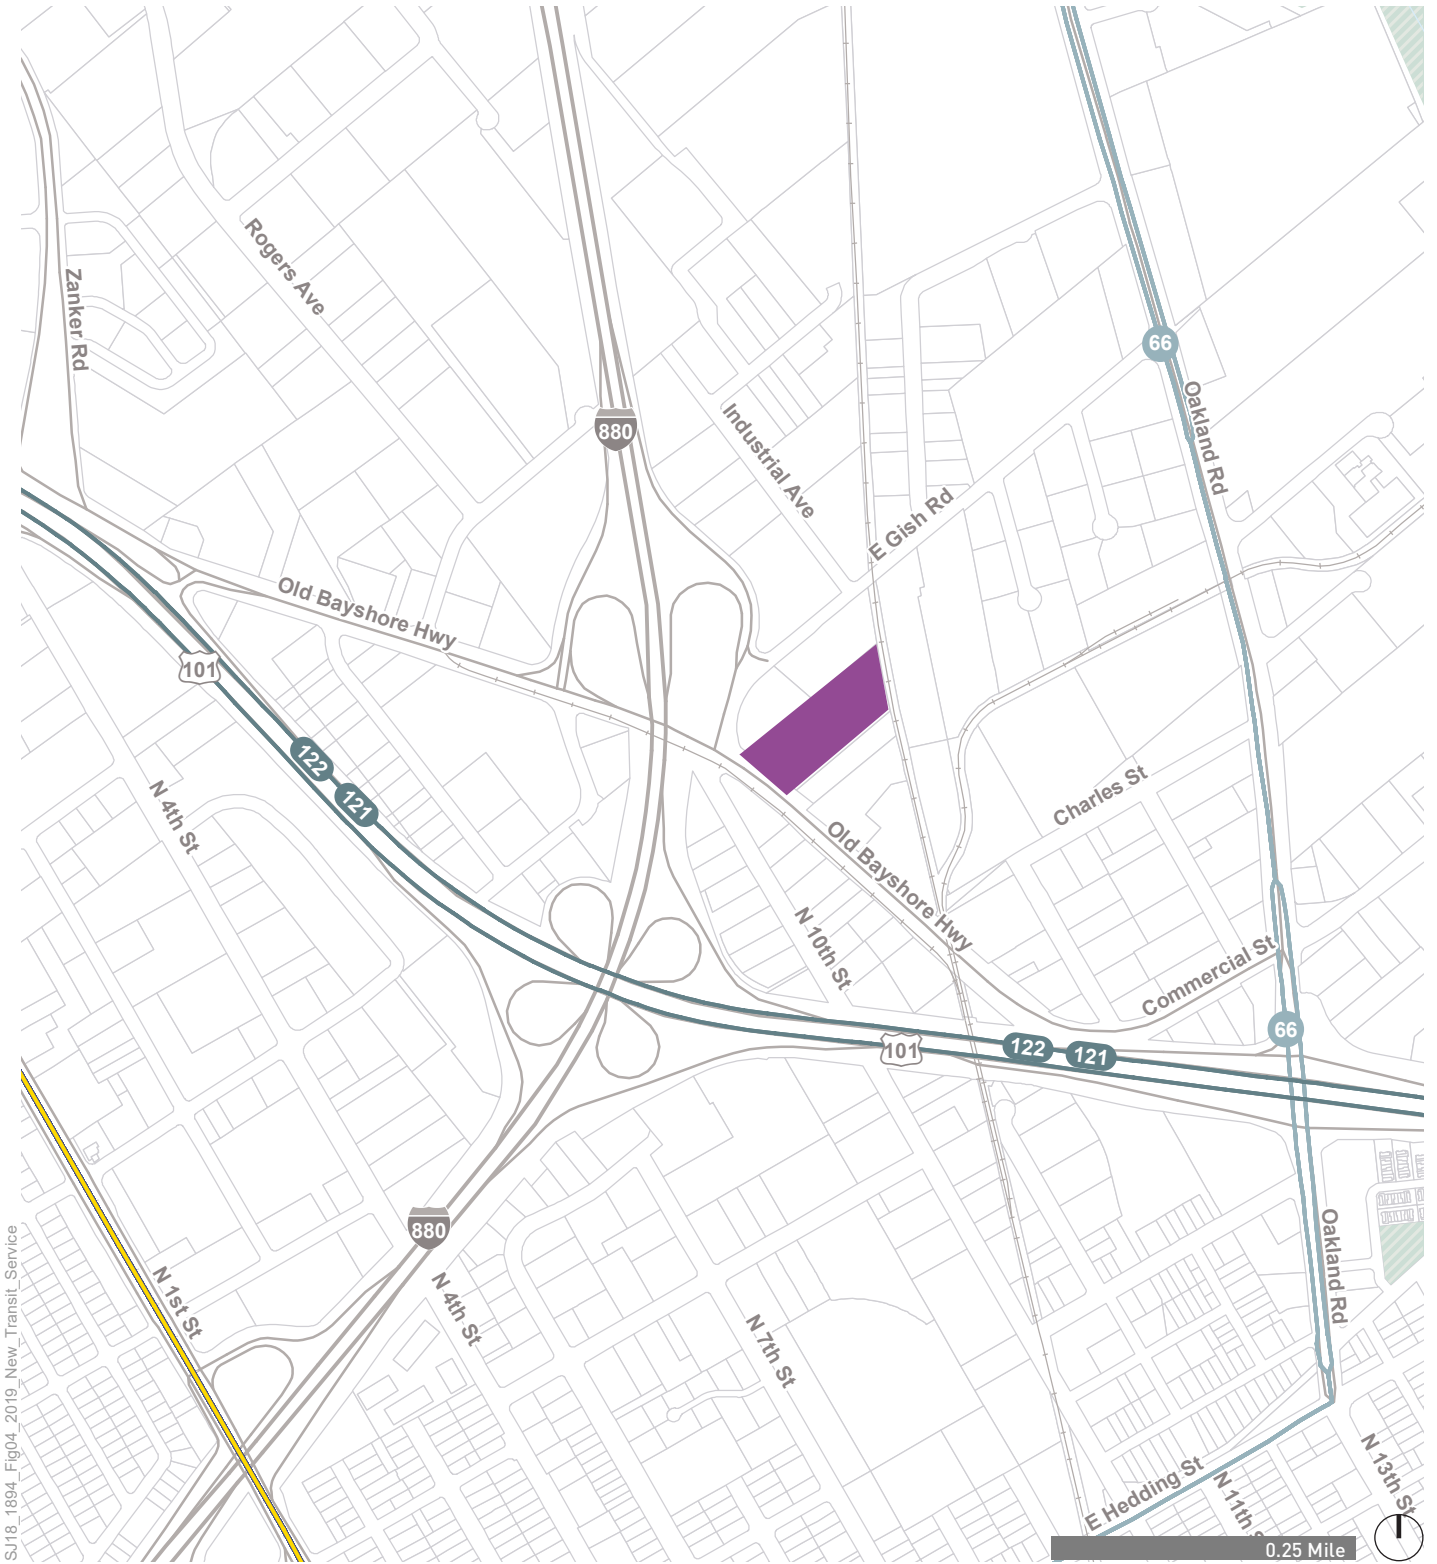 66
Oakland Rd
Rogers Ave
Zanker Rd
880
Industrial Ave
E Gish Rd
Old Bayshore Hwy
101
122
121
N 4th St
Charles St
Old Bayshore Hwy
N 10th St
Commercial St
66
101
122
121
880
Oakland Rd
N 1st St
N 4th St
N 7th St
E Hedding St
N 11th S
N 13th St
0.25 Mile
SJ18_1894_Fig04_2019_New_Transit_Service